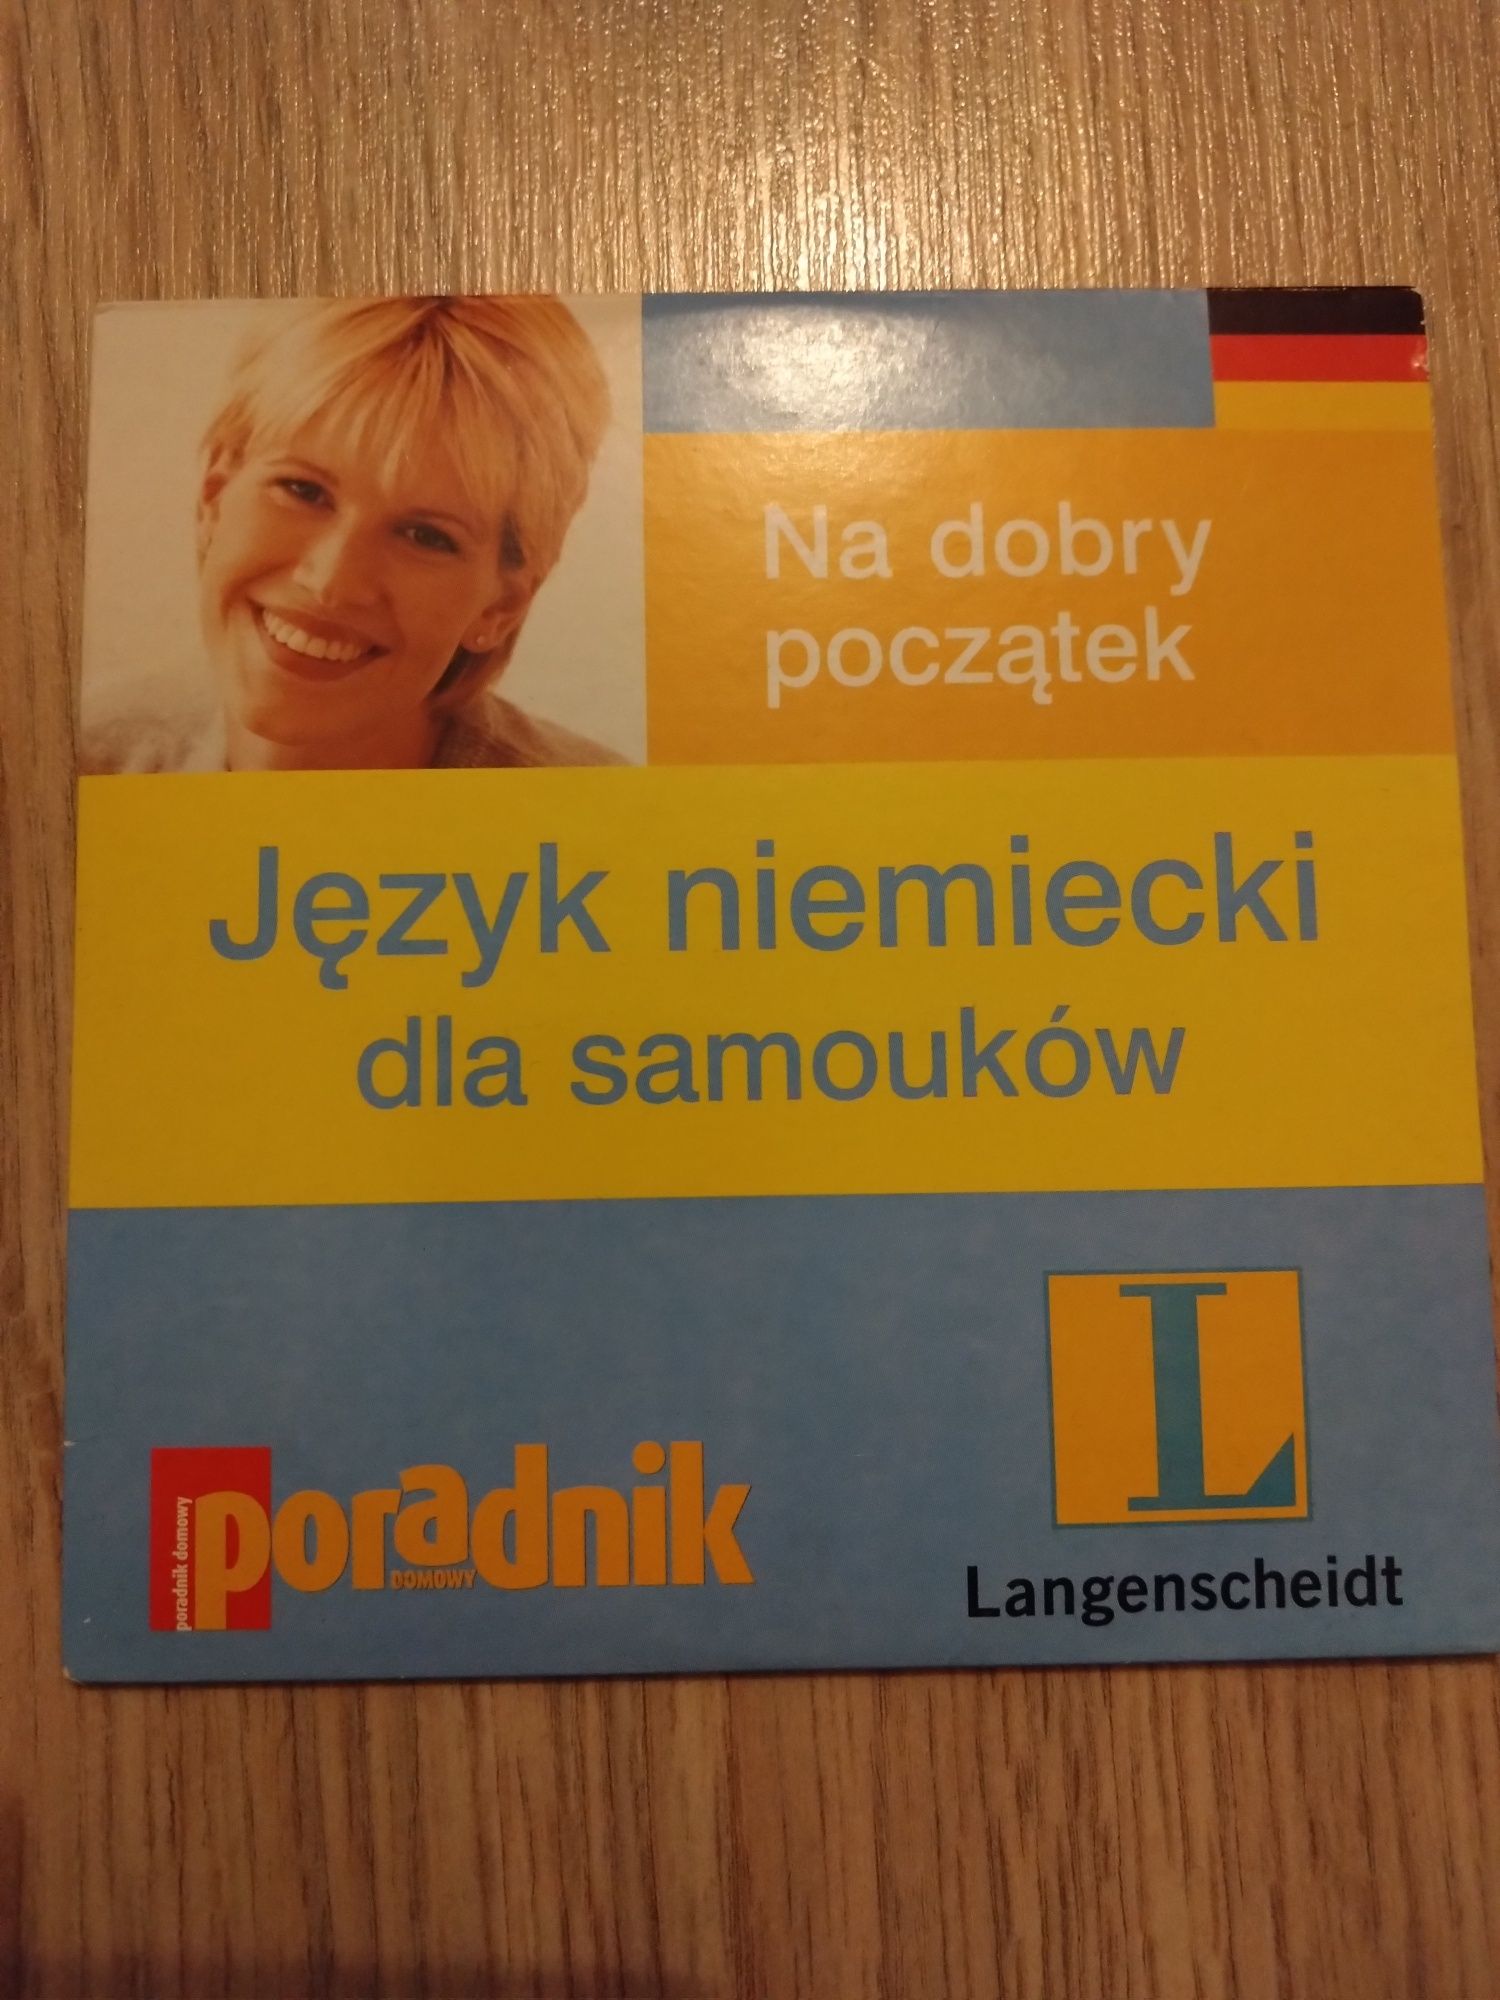 Na dobry
początek
Język niemiecki
dla samouków
poradnik domowy
poradnik
DOMOWY
L
Langenscheidt